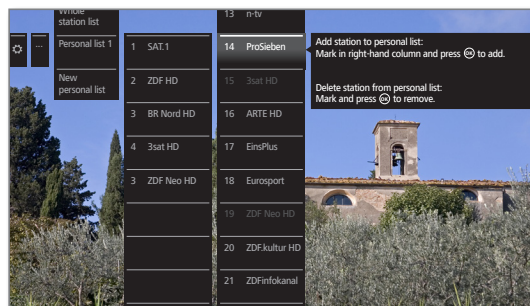 Whole
station list
Personal list 1
New
personal list
...
1 SAT.1
2 ZDF HD
3 BR Nord HD
4 3sat HD
3 ZDF Neo HD
13 n-tv
14 ProSieben
15 3sat HD
16 ARTE HD
17 EinsPlus
18 Eurosport
19 ZDF Neo HD
20 ZDF.kultur HD
21 ZDFinfokanal
Add station to personal list:
Mark in right-hand column and press OK to add.
Delete station from personal list:
Mark and press OK to remove.